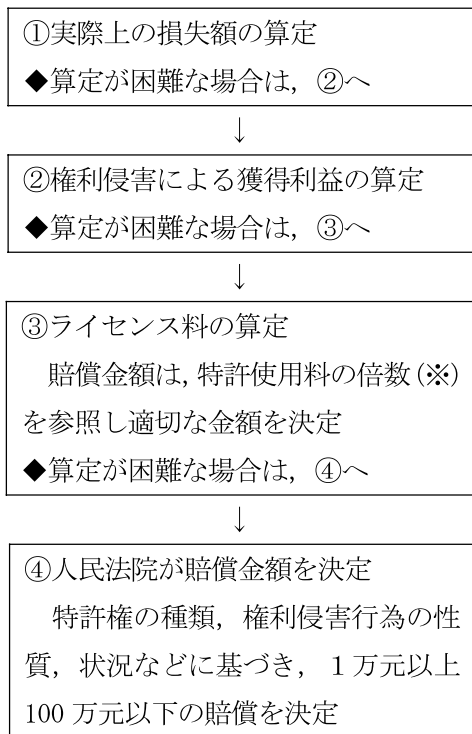 ①実際上の損失額の算定
◆算定が困難な場合は，②へ
↓
②権利侵害による獲得利益の算定
◆算定が困難な場合は，③へ
↓
③ライセンス料の算定
　賠償金額は，特許使用料の倍数(※)
を参照し適切な金額を決定
◆算定が困難な場合は，④へ
↓
④人民法院が賠償金額を決定
　特許権の種類，権利侵害行為の性
質，状況などに基づき，１万元以上
100 万元以下の賠償を決定